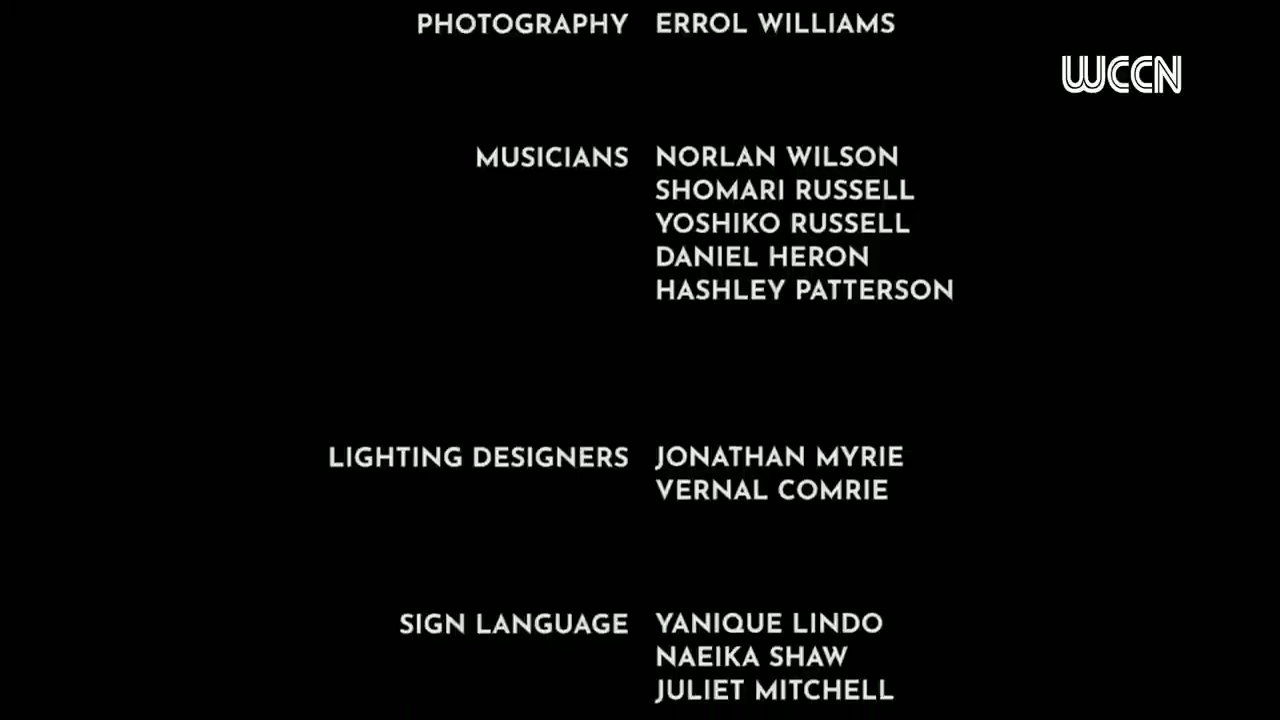 PHOTOGRAPHY ERROL WILLIAMS
WCCN
MUSICIANS NORLAN WILSON
SHOMARI RUSSELL
YOSHIKO RUSSELL
DANIEL HERON
HASHLEY PATTERSON
LIGHTING DESIGNERS JONATHAN MYRIE
VERNAL COMRIE
SIGN LANGUAGE YANIQUE LINDO
NAEIKA SHAW
JULIET MITCHELL